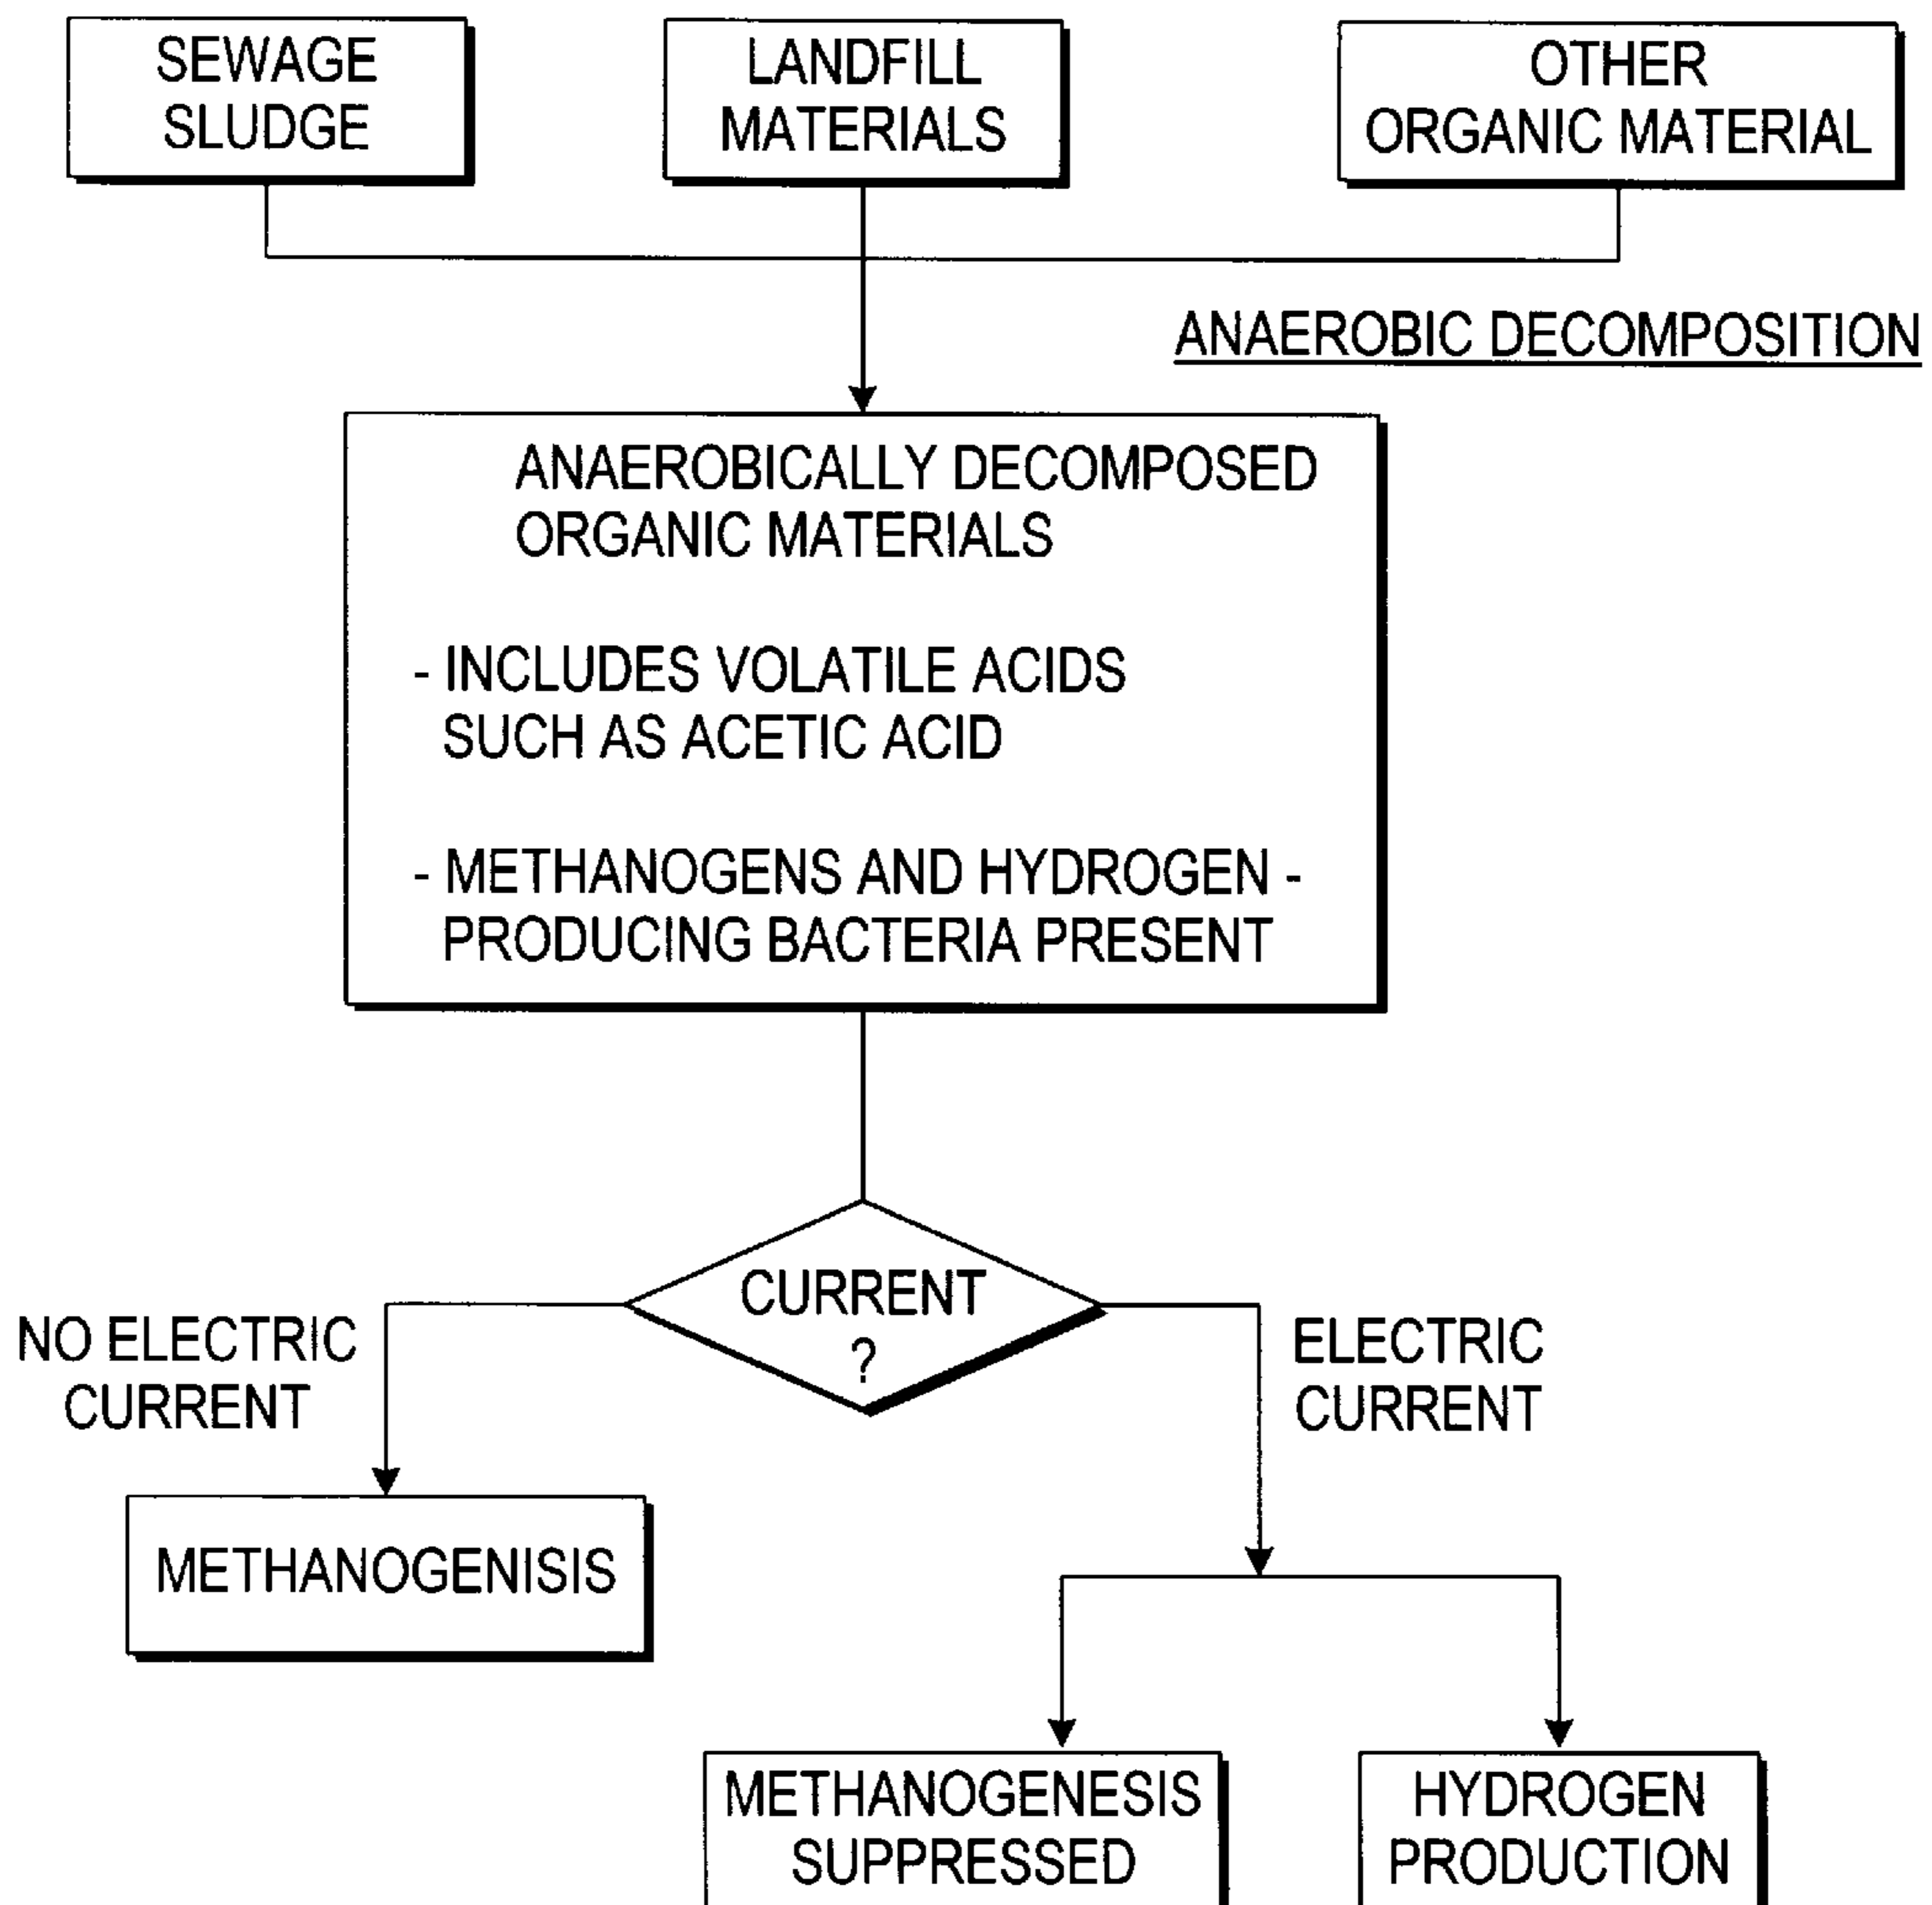 SEWAGE
SLUDGE
LANDFILL
MATERIALS
OTHER
ORGANIC MATERIAL
ANAEROBIC DECOMPOSITION
ANAEROBICALLY DECOMPOSED
ORGANIC MATERIALS
- INCLUDES VOLATILE ACIDS
SUCH AS ACETIC ACID
- METHANOGENS AND HYDROGEN -
PRODUCING BACTERIA PRESENT
CURRENT
?
NO ELECTRIC
CURRENT
ELECTRIC
CURRENT
METHANOGENISIS
METHANOGENESIS
SUPPRESSED
HYDROGEN
PRODUCTION